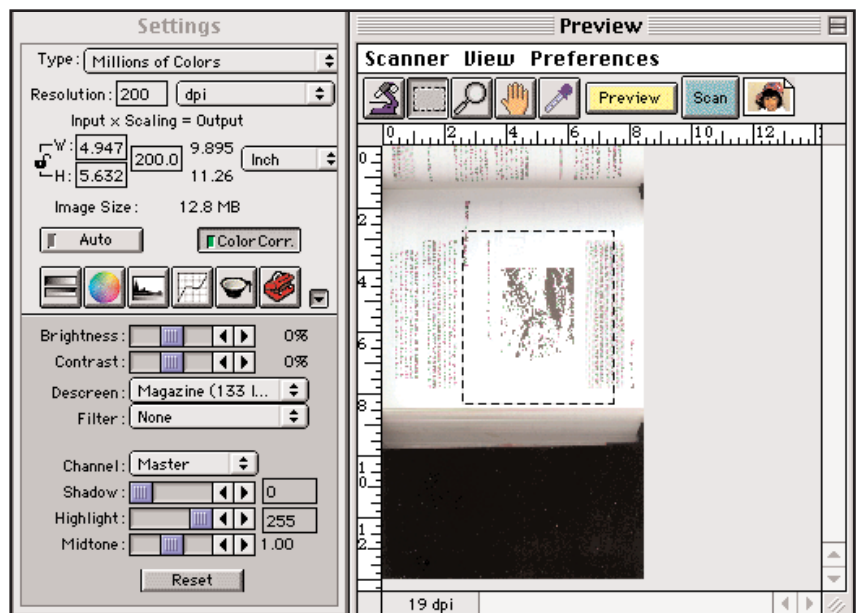 Settings
Type: Millions of Colors
Resolution: 200 dpi
Input x Scaling = Output
W: 4.947 200.0 9.895 Inch
H: 5.632 11.26
Image Size: 12.8 MB
Auto Color Corr.
Brightness: 0%
Contrast: 0%
Descreen: Magazine (133 l...
Filter: None
Channel: Master
Shadow: 0
Highlight: 255
Midtone: 1.00
Reset
Preview
Scanner View Preferences
Preview Scan
0 2 4 6 8 10 12
0
2
4
6
8
10
12
19 dpi